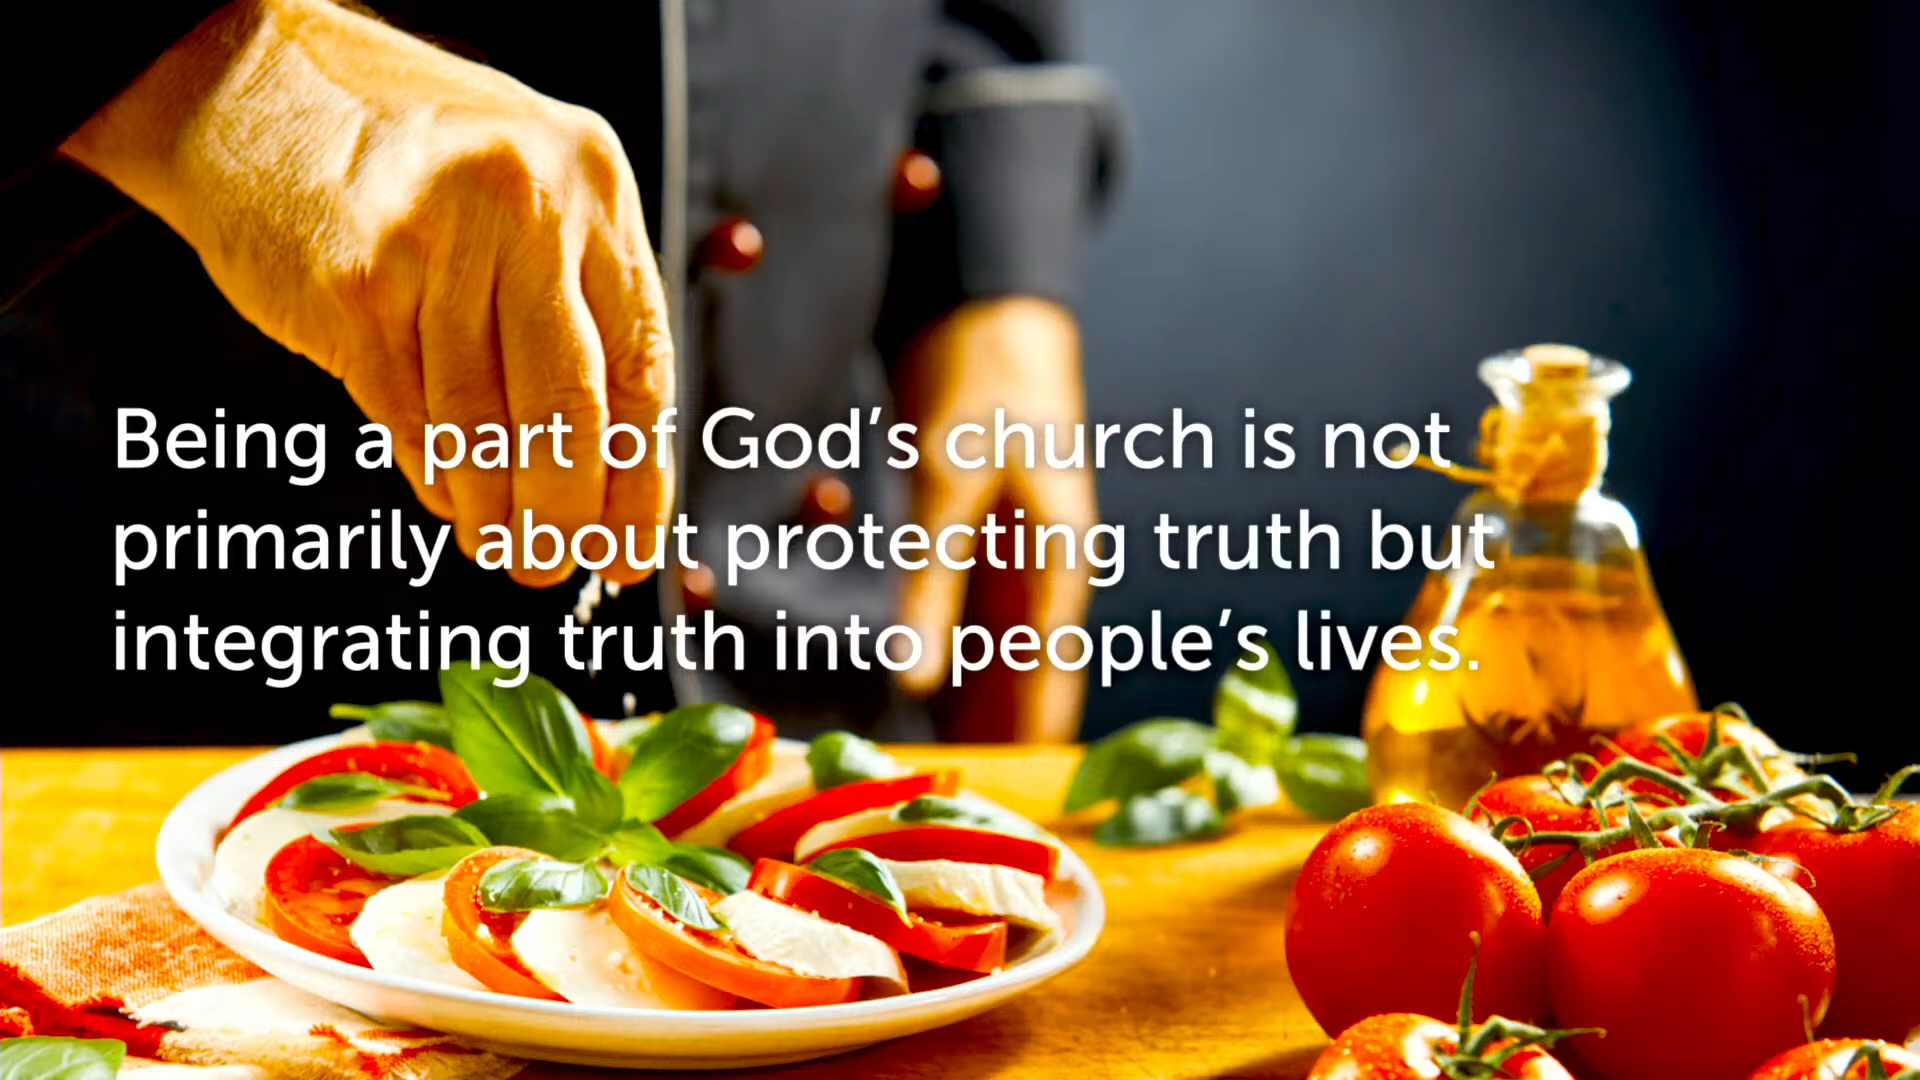 Being a part of God’s church is not
primarily about protecting truth but
integrating truth into people’s lives.